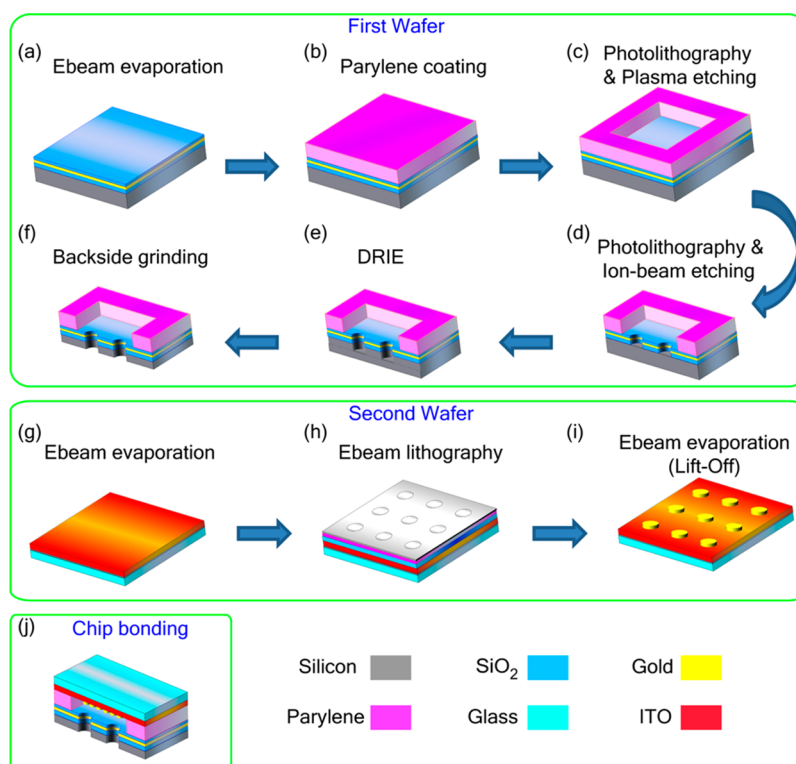 First Wafer
(a)
Ebeam evaporation
(b)
Parylene coating
(c)
Photolithography
& Plasma etching
(f)
Backside grinding
(e)
DRIE
(d)
Photolithography &
Ion-beam etching
Second Wafer
(g)
Ebeam evaporation
(h)
Ebeam lithography
(i)
Ebeam evaporation
(Lift-Off)
(j)
Chip bonding
Silicon
SiO2
Gold
Parylene
Glass
ITO